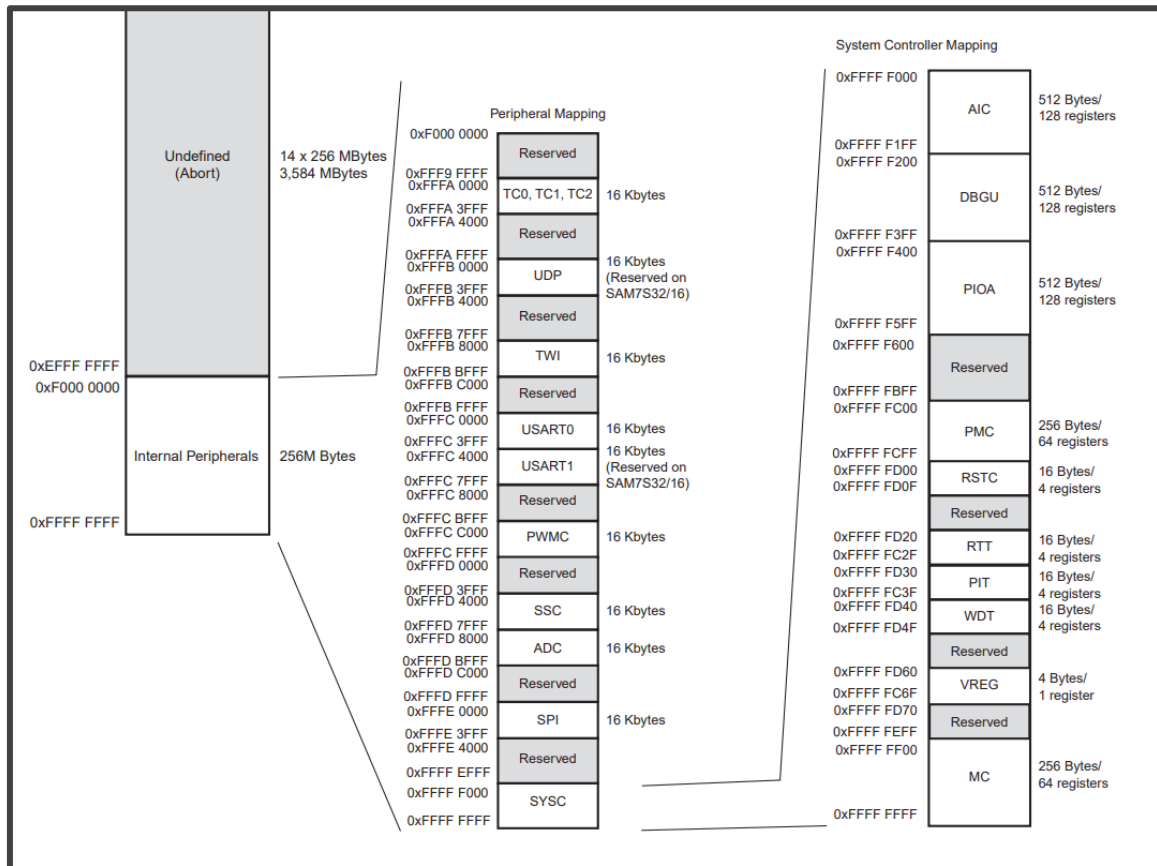 Undefined
(Abort)
14 x 256 MBytes
3,584 MBytes
0xEFFF FFFF
0xF000 0000
Internal Peripherals
256M Bytes
0xFFFF FFFF
Peripheral Mapping
0xF000 0000
Reserved
0xFFF9 FFFF
0xFFFA 0000
TC0, TC1, TC2
16 Kbytes
0xFFFA 3FFF
0xFFFA 4000
Reserved
0xFFFA FFFF
0xFFFB 0000
UDP
16 Kbytes
(Reserved on
SAM7S32/16)
0xFFFB 3FFF
0xFFFB 4000
Reserved
0xFFFB 7FFF
0xFFFB 8000
TWI
16 Kbytes
0xFFFB BFFF
0xFFFB C000
Reserved
0xFFFB FFFF
0xFFFC 0000
USART0
16 Kbytes
0xFFFC 3FFF
0xFFFC 4000
USART1
16 Kbytes
(Reserved on
SAM7S32/16)
0xFFFC 7FFF
0xFFFC 8000
Reserved
0xFFFC BFFF
0xFFFC C000
PWMC
16 Kbytes
0xFFFC FFFF
0xFFFD 0000
Reserved
0xFFFD 3FFF
0xFFFD 4000
SSC
16 Kbytes
0xFFFD 7FFF
0xFFFD 8000
ADC
16 Kbytes
0xFFFD BFFF
0xFFFD C000
Reserved
0xFFFD FFFF
0xFFFE 0000
SPI
16 Kbytes
0xFFFE 3FFF
0xFFFE 4000
Reserved
0xFFFF EFFF
0xFFFF F000
SYSC
0xFFFF FFFF
System Controller Mapping
0xFFFF F000
AIC
512 Bytes/
128 registers
0xFFFF F1FF
0xFFFF F200
DBGU
512 Bytes/
128 registers
0xFFFF F3FF
0xFFFF F400
PIOA
512 Bytes/
128 registers
0xFFFF F5FF
0xFFFF F600
Reserved
0xFFFF FBFF
0xFFFF FC00
PMC
256 Bytes/
64 registers
0xFFFF FCFF
0xFFFF FD00
RSTC
16 Bytes/
4 registers
0xFFFF FD0F
Reserved
0xFFFF FD20
RTT
16 Bytes/
4 registers
0xFFFF FC2F
0xFFFF FD30
PIT
16 Bytes/
4 registers
0xFFFF FC3F
0xFFFF FD40
WDT
16 Bytes/
4 registers
0xFFFF FD4F
Reserved
0xFFFF FD60
VREG
4 Bytes/
1 register
0xFFFF FC6F
0xFFFF FD70
Reserved
0xFFFF FEFF
0xFFFF FF00
MC
256 Bytes/
64 registers
0xFFFF FFFF